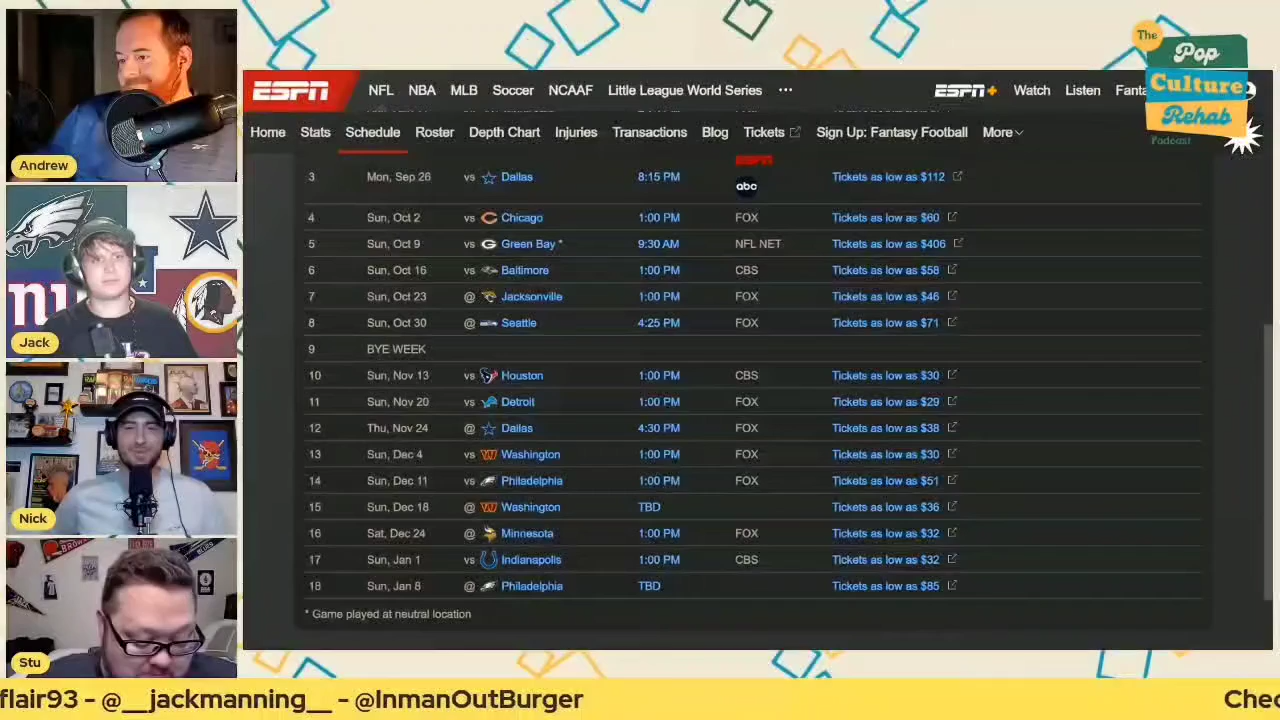 The
Pop
Culture
Rehab
Podcast
ESPN NFL NBA MLB Soccer NCAAF Little League World Series ··· ESPN+ Watch Listen Fanta
Home Stats Schedule Roster Depth Chart Injuries Transactions Blog Tickets Sign Up: Fantasy Football More
Andrew
Jack
Nick
Stu
ESPN
3 Mon, Sep 26 vs Dallas 8:15 PM abc Tickets as low as $112
4 Sun, Oct 2 vs Chicago 1:00 PM FOX Tickets as low as $60
5 Sun, Oct 9 vs Green Bay * 9:30 AM NFL NET Tickets as low as $406
6 Sun, Oct 16 vs Baltimore 1:00 PM CBS Tickets as low as $58
7 Sun, Oct 23 @ Jacksonville 1:00 PM FOX Tickets as low as $46
8 Sun, Oct 30 @ Seattle 4:25 PM FOX Tickets as low as $71
9 BYE WEEK
10 Sun, Nov 13 vs Houston 1:00 PM CBS Tickets as low as $30
11 Sun, Nov 20 vs Detroit 1:00 PM FOX Tickets as low as $29
12 Thu, Nov 24 @ Dallas 4:30 PM FOX Tickets as low as $38
13 Sun, Dec 4 vs Washington 1:00 PM FOX Tickets as low as $30
14 Sun, Dec 11 vs Philadelphia 1:00 PM FOX Tickets as low as $51
15 Sun, Dec 18 @ Washington TBD Tickets as low as $36
16 Sat, Dec 24 @ Minnesota 1:00 PM FOX Tickets as low as $32
17 Sun, Jan 1 vs Indianapolis 1:00 PM CBS Tickets as low as $32
18 Sun, Jan 8 @ Philadelphia TBD Tickets as low as $85
* Game played at neutral location
flair93 - @__jackmanning__ - @InmanOutBurger Chec